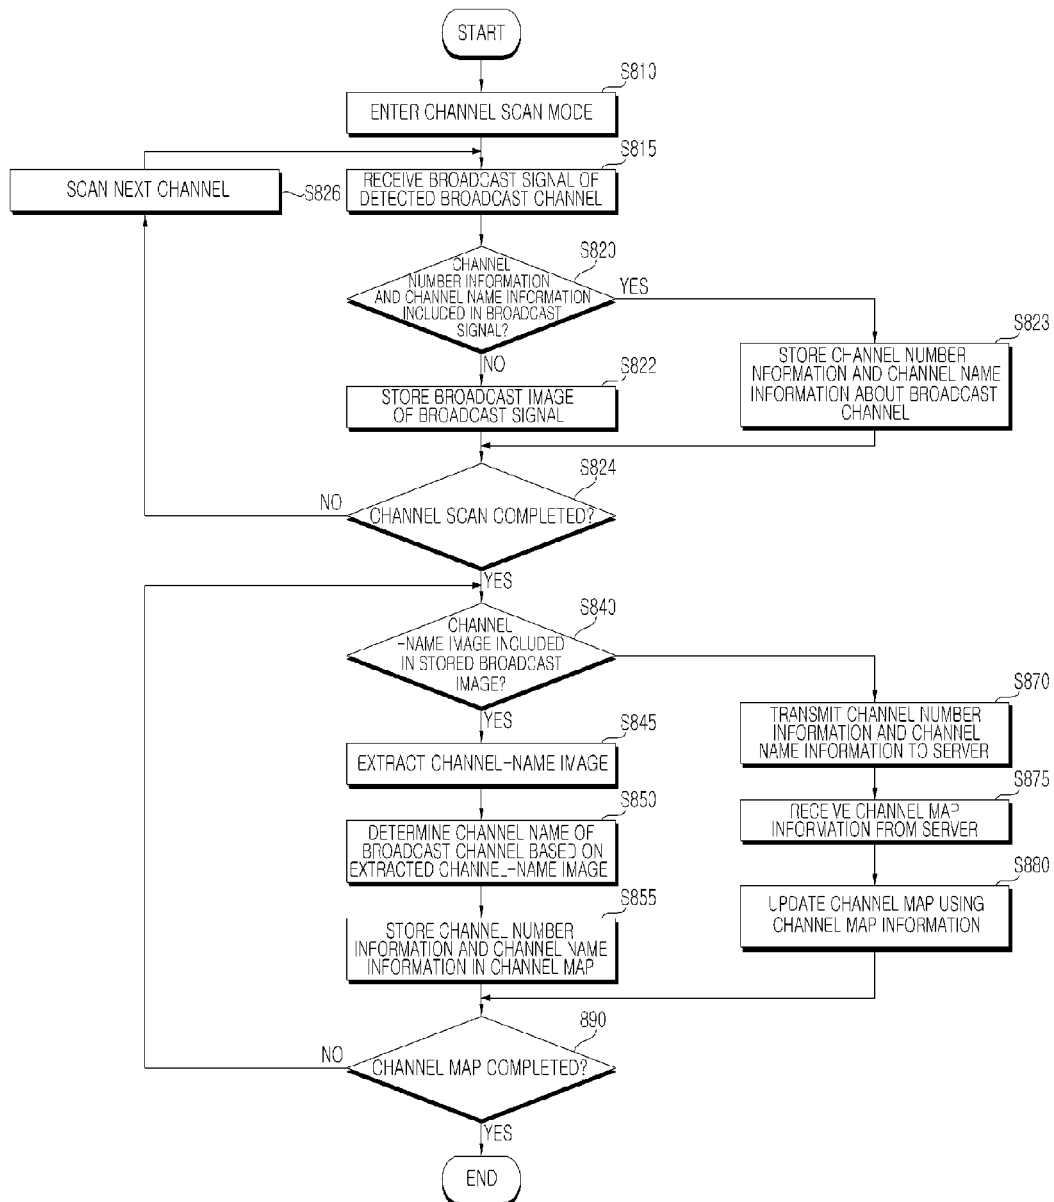 START
S810
ENTER CHANNEL SCAN MODE
S815
SCAN NEXT CHANNEL
S826
RECEIVE BROADCAST SIGNAL OF
DETECTED BROADCAST CHANNEL
S820
CHANNEL
NUMBER INFORMATION
AND CHANNEL NAME INFORMATION
INCLUDED IN BROADCAST
SIGNAL?
YES
NO
S823
STORE CHANNEL NUMBER
NFORMATION AND CHANNEL NAME
INFORMATION ABOUT BROADCAST
CHANNEL
S822
STORE BROADCAST IMAGE
OF BROADCAST SIGNAL
S824
NO
CHANNEL SCAN COMPLETED?
YES
S840
CHANNEL
-NAME IMAGE INCLUDED
IN STORED BROADCAST
IMAGE?
YES
S870
TRANSMIT CHANNEL NUMBER
INFORMATION AND CHANNEL
NAME INFORMATION TO SERVER
S845
EXTRACT CHANNEL-NAME IMAGE
S875
RECEIVE CHANNEL MAP
INFORMATION FROM SERVER
S850
DETERMINE CHANNEL NAME OF
BROADCAST CHANNEL BASED ON
EXTRACTED CHANNEL-NAME IMAGE
S880
UPDATE CHANNEL MAP USING
CHANNEL MAP INFORMATION
S855
STORE CHANNEL NUMBER
INFORMATION AND CHANNEL NAME
INFORMATION IN CHANNEL MAP
890
NO
CHANNEL MAP COMPLETED?
YES
END